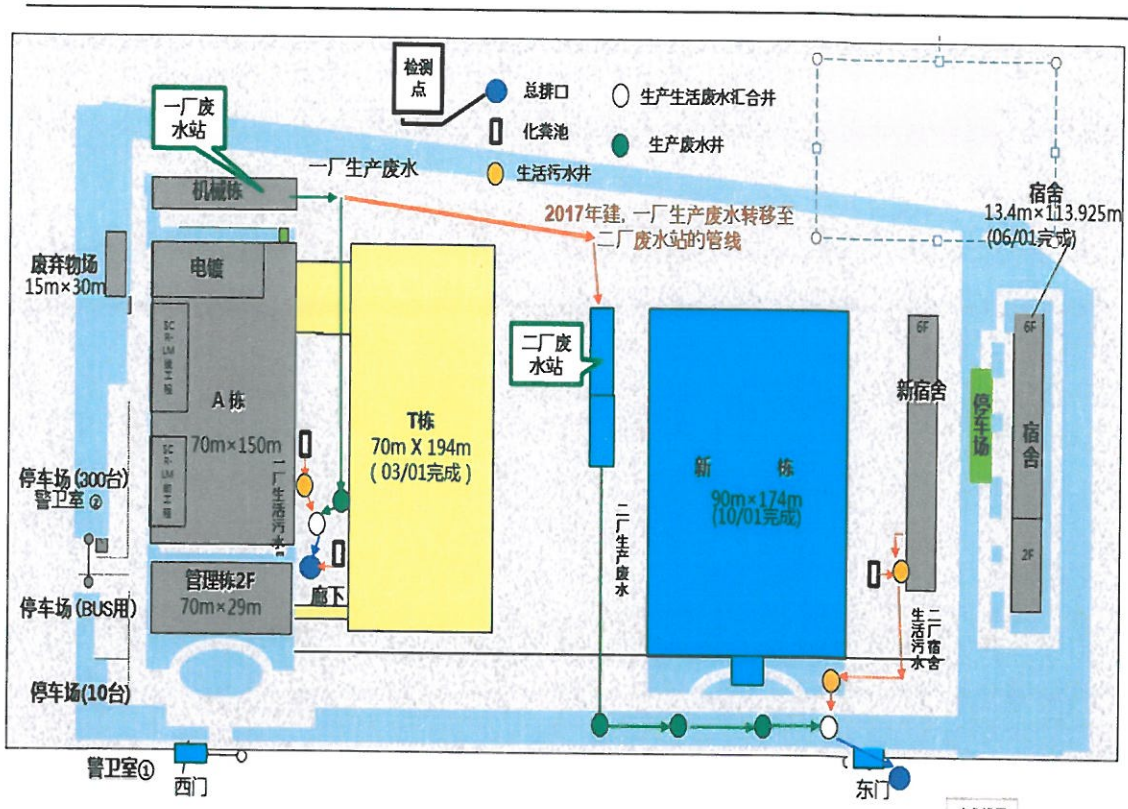 检测
点
总排口
生产生活废水汇合井
化粪池
生产废水井
生活污水井
一厂废
水站
一厂生产废水
机械栋
2017年建, 一厂生产废水转移至
二厂废水站的管线
宿舍
13.4m×113.925m
(06/01完成)
废弃物场
15m×30m
电镀
二厂废
水站
6F
6F
新宿舍
停车场
宿舍
2F
A 栋
70m×150m
T栋
70m X 194m
( 03/01完成 )
新 栋
90m×174m
(10/01完成)
停车场 (300台)
警卫室 ②
一厂生活污水
二厂生产废水
管理栋2F
70m×29m
廊下
停车场 (BUS用)
二厂宿舍
生活污水
停车场(10台)
警卫室①
西门
东门